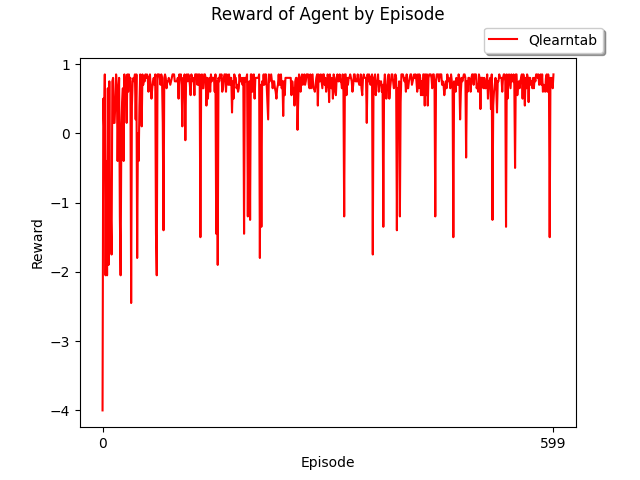 Reward of Agent by Episode
Qlearntab
1
0
−1
−2
−3
−4
Reward
0
599
Episode